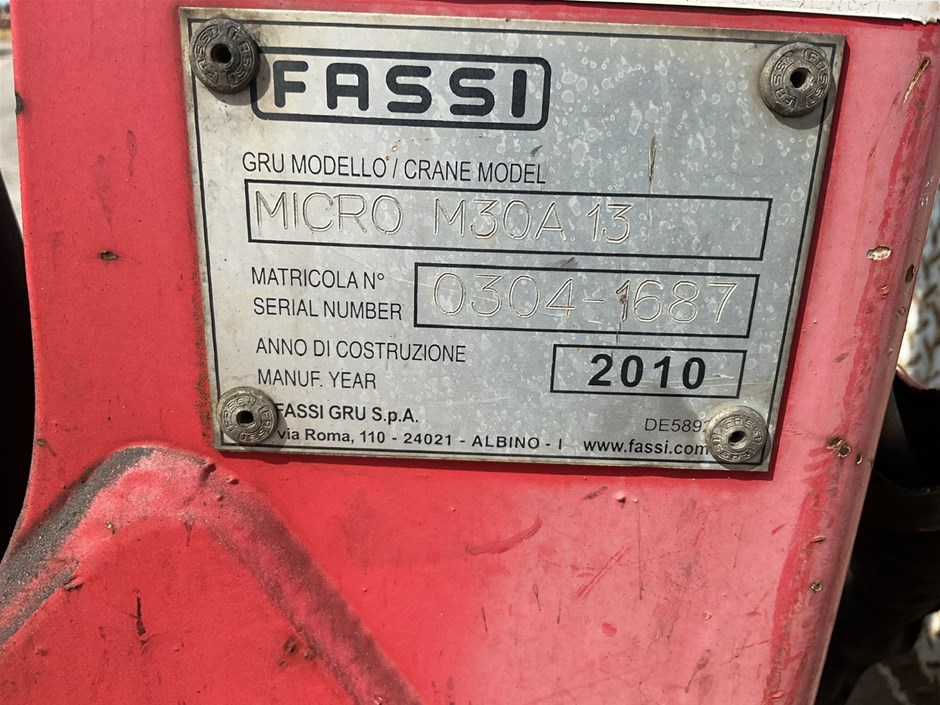 FASSI
GRU MODELLO / CRANE MODEL
MICRO M30A.13
MATRICOLA N°
SERIAL NUMBER
0304-1687
ANNO DI COSTRUZIONE
MANUF. YEAR
2010
FASSI GRU S.p.A.
via Roma, 110 - 24021 - ALBINO - I www.fassi.com